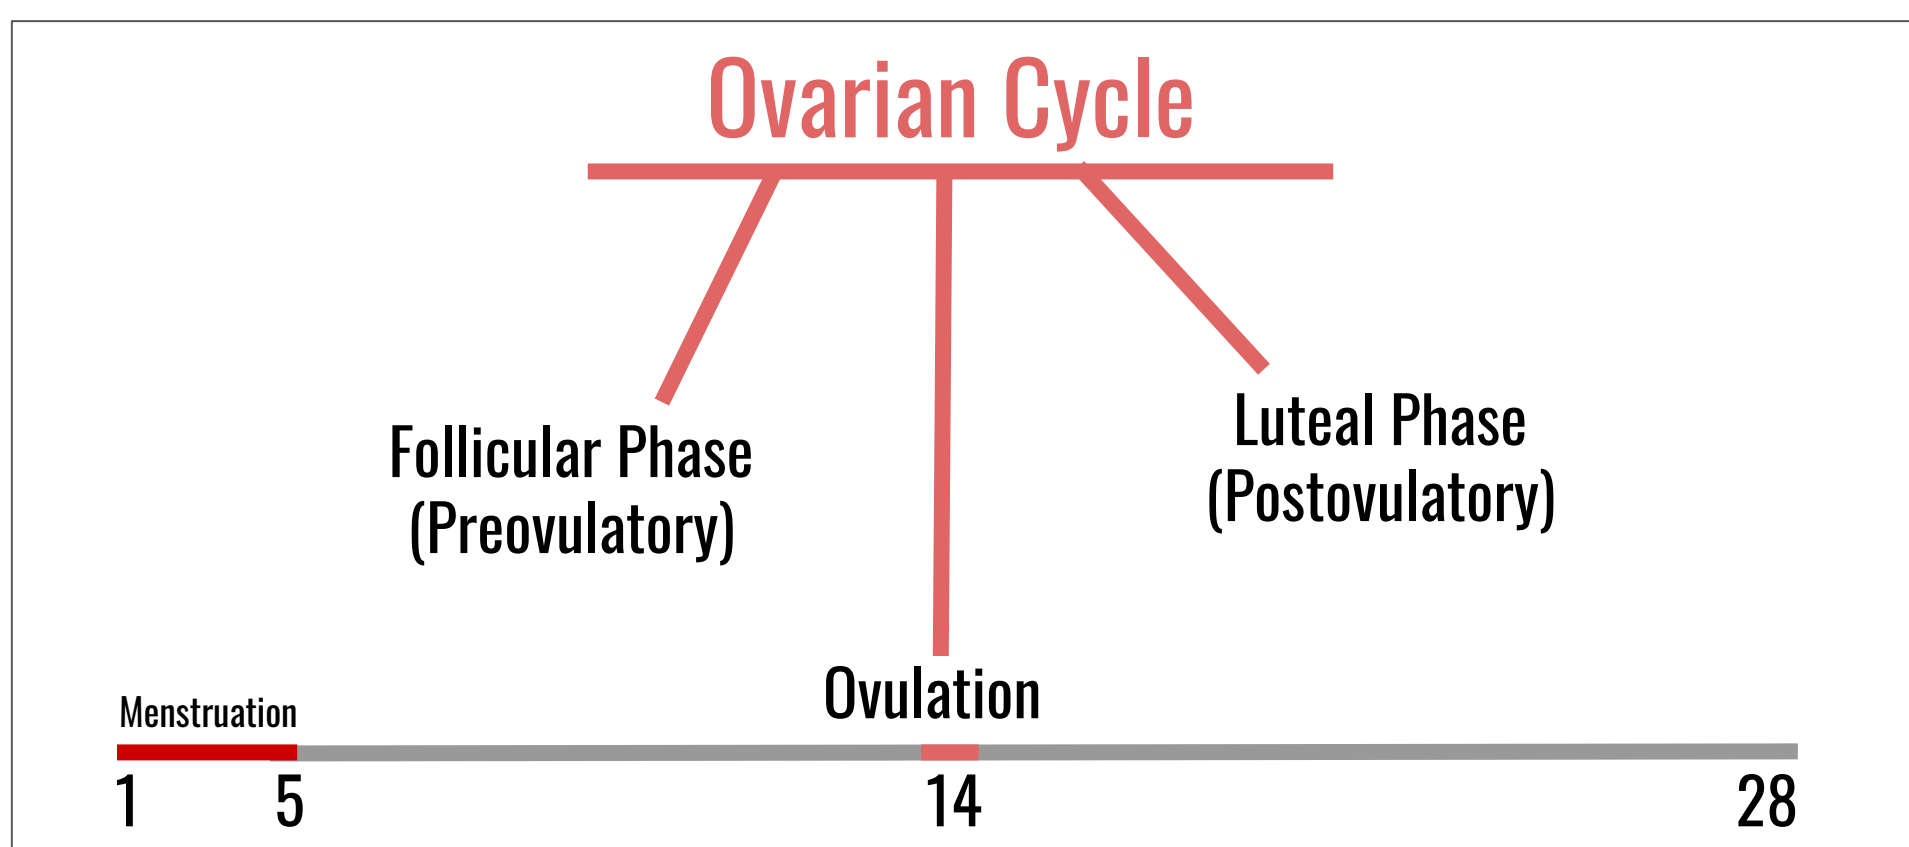 Ovarian Cycle
Follicular Phase
(Preovulatory)
Luteal Phase
(Postovulatory)
Ovulation
Menstruation
1 5 14 28